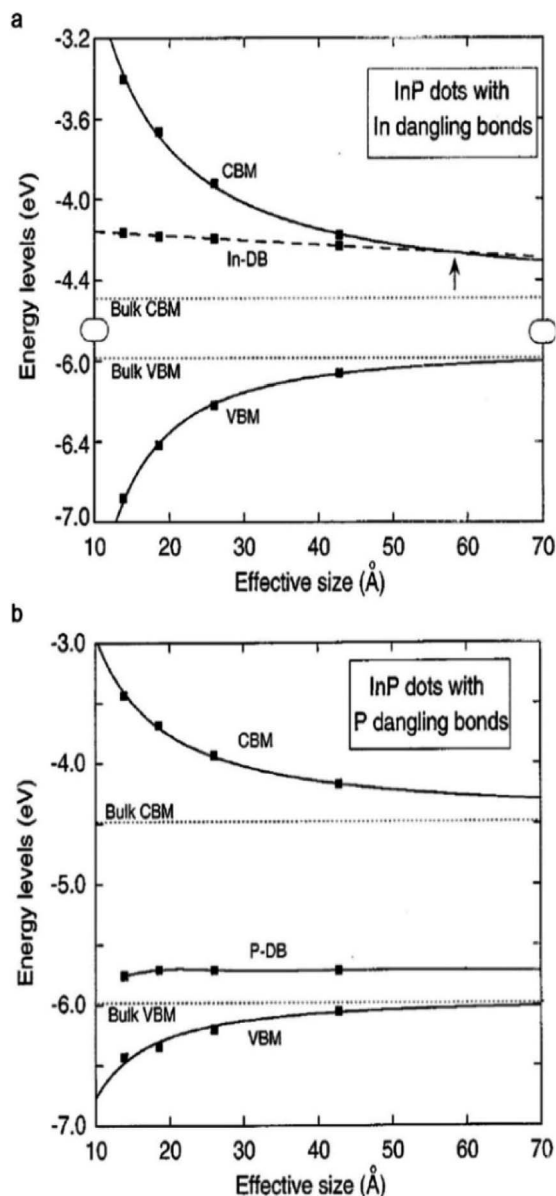 a
-3.2
InP dots with
In dangling bonds
-3.6
CBM
-4.0
In-DB
-4.4
Bulk CBM
Energy levels (eV)
-6.0
Bulk VBM
VBM
-6.4
-7.0
10 20 30 40 50 60 70
Effective size (Å)
b
-3.0
InP dots with
P dangling bonds
CBM
-4.0
Bulk CBM
Energy levels (eV)
-5.0
P-DB
-6.0
Bulk VBM
VBM
-7.0
10 20 30 40 50 60 70
Effective size (Å)